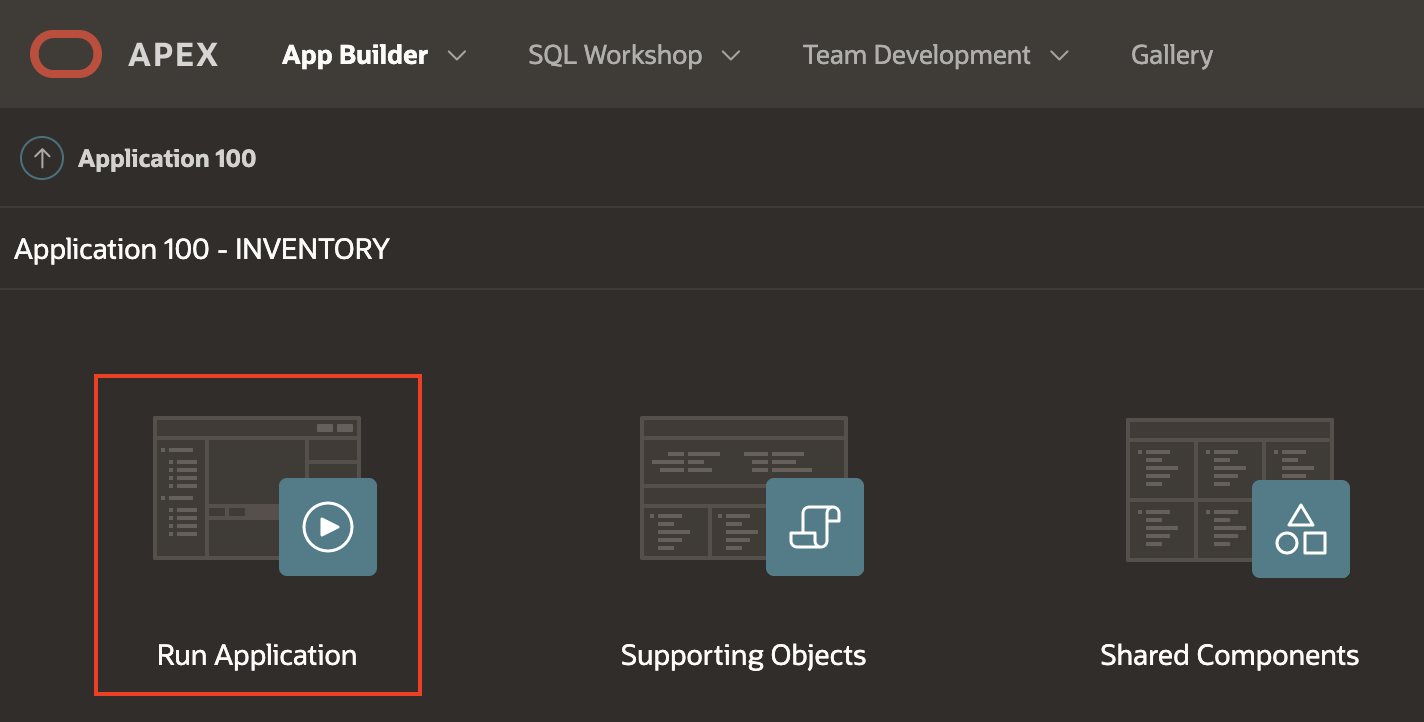 APEX App Builder SQL Workshop Team Development Gallery
Application 100
Application 100 - INVENTORY
Run Application Supporting Objects Shared Components